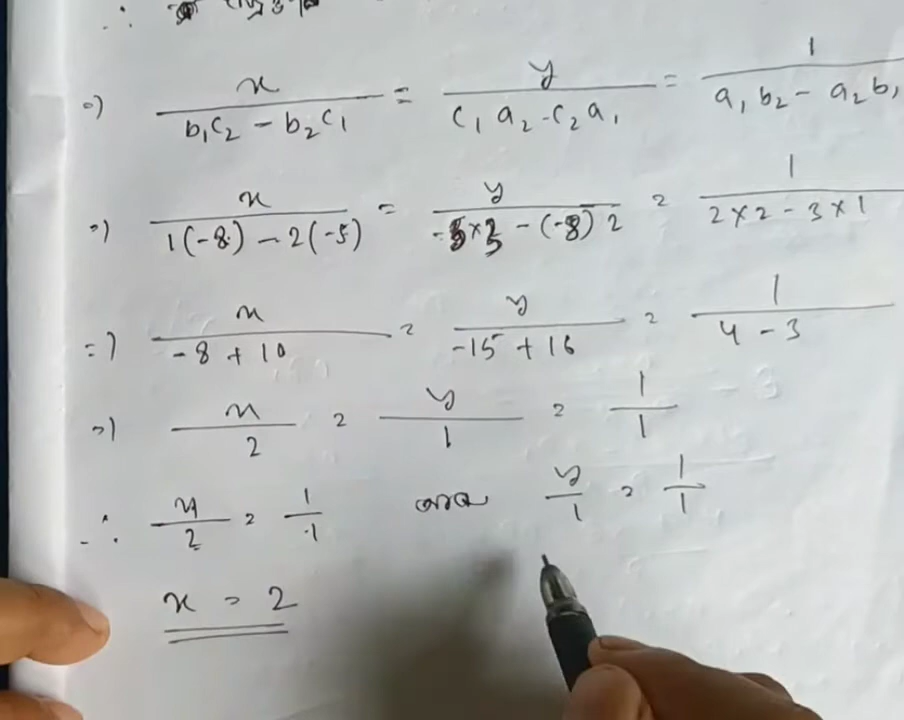 ∴
=) x/(b₁c₂ - b₂c₁) = y/(c₁a₂ - c₂a₁) = 1/(a₁b₂ - a₂b₁
=) x/(1(-8) - 2(-5)) = y/(-5×3 - (-8)2) = 1/(2×2 - 3×1
=) x/(-8 + 10) = y/(-15 + 16) = 1/(4 - 3)
=) x/2 = y/1 = 1/1
∴ x/2 = 1/1 y/1 = 1/1
x = 2